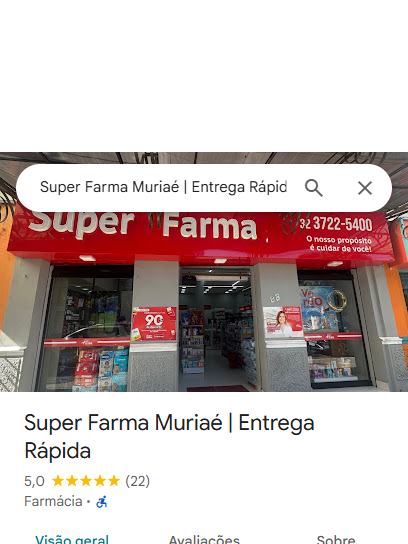 Super Farma Muriaé | Entrega Rápid
Super Farma
32 3722-5400
O nosso propósito
é cuidar de você!
90
88
Super Farma Muriaé | Entrega
Rápida
5,0 (22)
Farmácia ·
Visão geral Avaliações Sobre